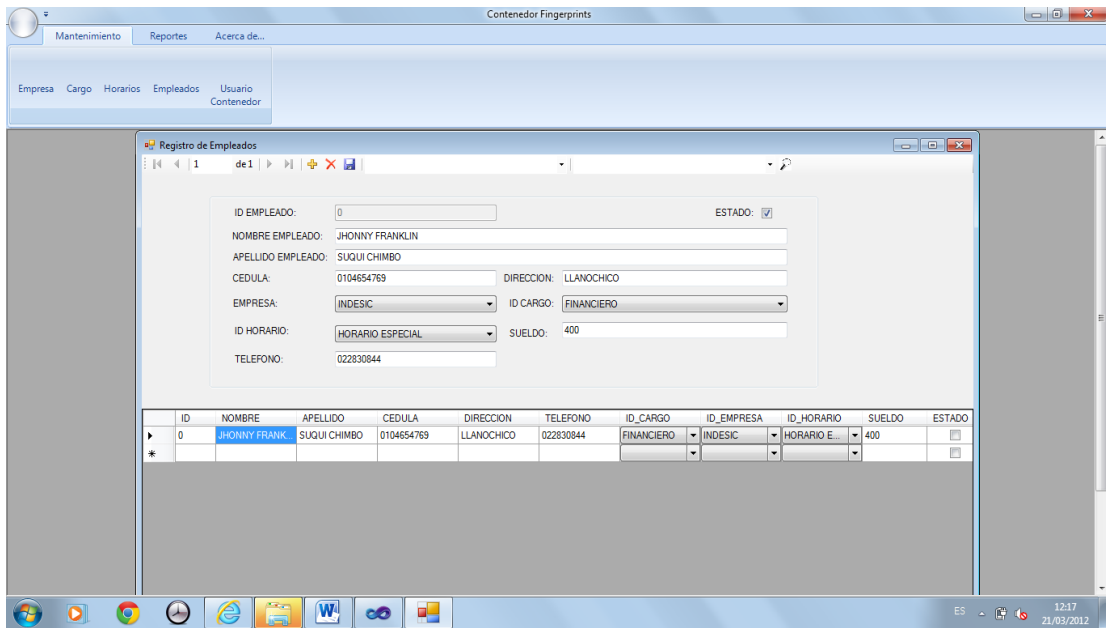 Contenedor Fingerprints
Mantenimiento Reportes Acerca de...
Empresa Cargo Horarios Empleados Usuario Contenedor
Registro de Empleados
1 de 1
ID EMPLEADO: 0 ESTADO:
NOMBRE EMPLEADO: JHONNY FRANKLIN
APELLIDO EMPLEADO: SUQUI CHIMBO
CEDULA: 0104654769 DIRECCION: LLANOCHICO
EMPRESA: INDESIC ID CARGO: FINANCIERO
ID HORARIO: HORARIO ESPECIAL SUELDO: 400
TELEFONO: 022830844
ID NOMBRE APELLIDO CEDULA DIRECCION TELEFONO ID_CARGO ID_EMPRESA ID_HORARIO SUELDO ESTADO
0 JHONNY FRANK... SUQUI CHIMBO 0104654769 LLANOCHICO 022830844 FINANCIERO INDESIC HORARIO E... 400
ES 12:17
21/03/2012